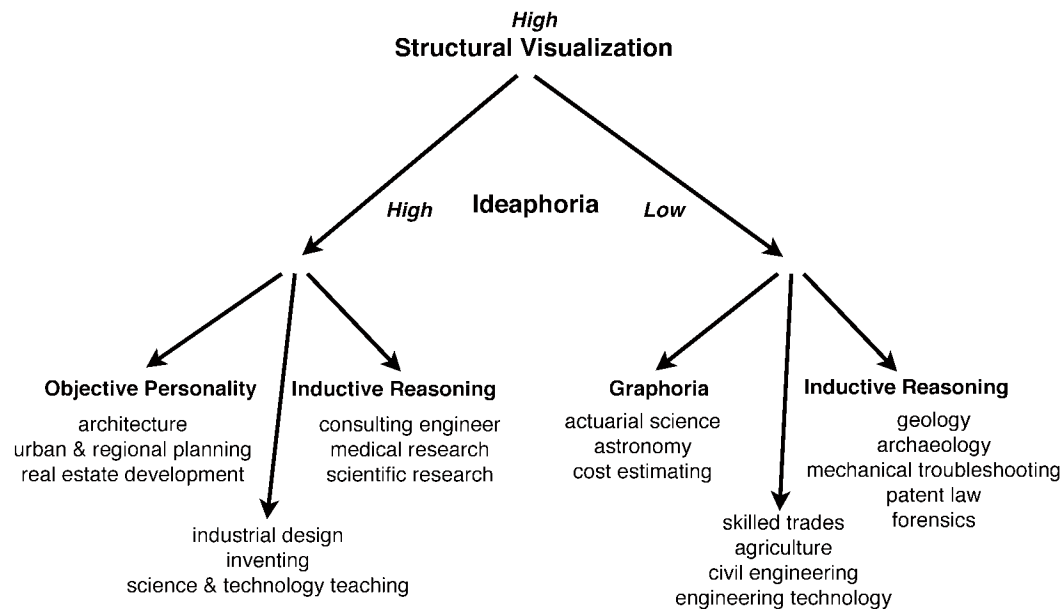 High
Structural Visualization
High
Ideaphoria
Low
Objective Personality
architecture
urban & regional planning
real estate development
Inductive Reasoning
consulting engineer
medical research
scientific research
industrial design
inventing
science & technology teaching
Graphoria
actuarial science
astronomy
cost estimating
Inductive Reasoning
geology
archaeology
mechanical troubleshooting
patent law
forensics
skilled trades
agriculture
civil engineering
engineering technology